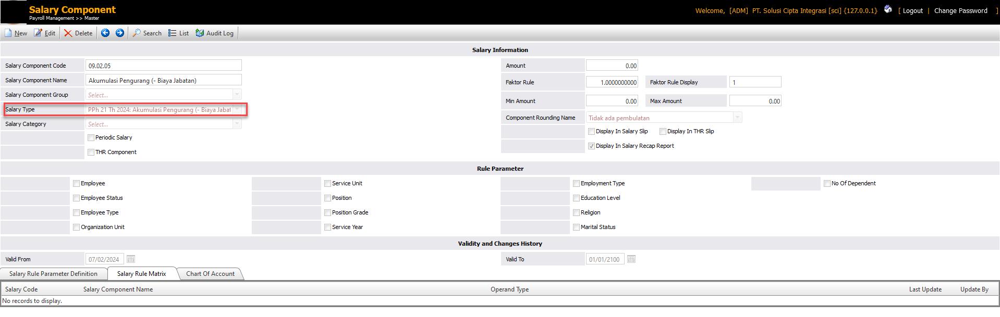 Salary Component
Payroll Management >> Master
Welcome, [ADM] PT. Solusi Cipta Integrasi [sci] {127.0.0.1} [ Logout | Change Password ]
New Edit Delete Search List Audit Log
Salary Information
Salary Component Code 09.02.05
Salary Component Name Akumulasi Pengurang (- Biaya Jabatan)
Salary Component Group Select...
Salary Type PPh 21 Th 2024: Akumulasi Pengurang (- Biaya Jabat
Salary Category Select...
Periodic Salary
THR Component
Amount 0.00
Faktor Rule 1.0000000000 Faktor Rule Display 1
Min Amount 0.00 Max Amount 0.00
Component Rounding Name Tidak ada pembulatan
Display In Salary Slip Display In THR Slip
Display In Salary Recap Report
Rule Parameter
Employee Service Unit Employment Type No Of Dependent
Employee Status Position Education Level
Employee Type Position Grade Religion
Organization Unit Service Year Marital Status
Validity and Changes History
Valid From 07/02/2024 Valid To 01/01/2100
Salary Rule Parameter Definition Salary Rule Matrix Chart Of Account
Salary Code Salary Component Name Operand Type Last Update Update By
No records to display.